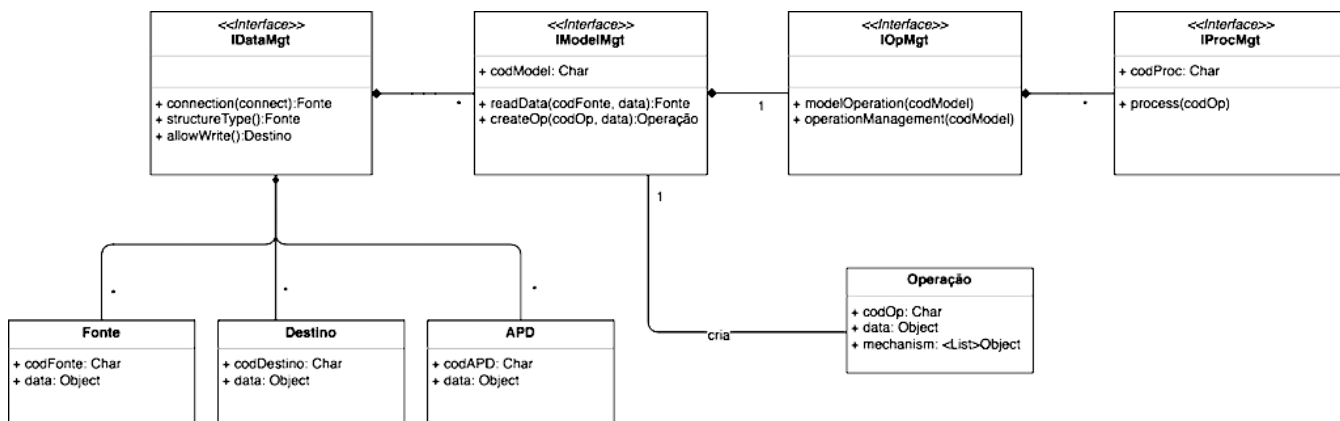 <<Interface>>
IDataMgt
+ connection(connect):Fonte
+ structureType():Fonte
+ allowWrite():Destino
*
<<Interface>>
IModelMgt
+ codModel: Char
+ readData(codFonte, data):Fonte
+ createOp(codOp, data):Operação
1
<<Interface>>
IOpMgt
+ modelOperation(codModel)
+ operationManagement(codModel)
*
<<Interface>>
IProcMgt
+ codProc: Char
+ process(codOp)
1
cria
*
*
*
Fonte
+ codFonte: Char
+ data: Object
Destino
+ codDestino: Char
+ data: Object
APD
+ codAPD: Char
+ data: Object
Operação
+ codOp: Char
+ data: Object
+ mechanism: <List>Object